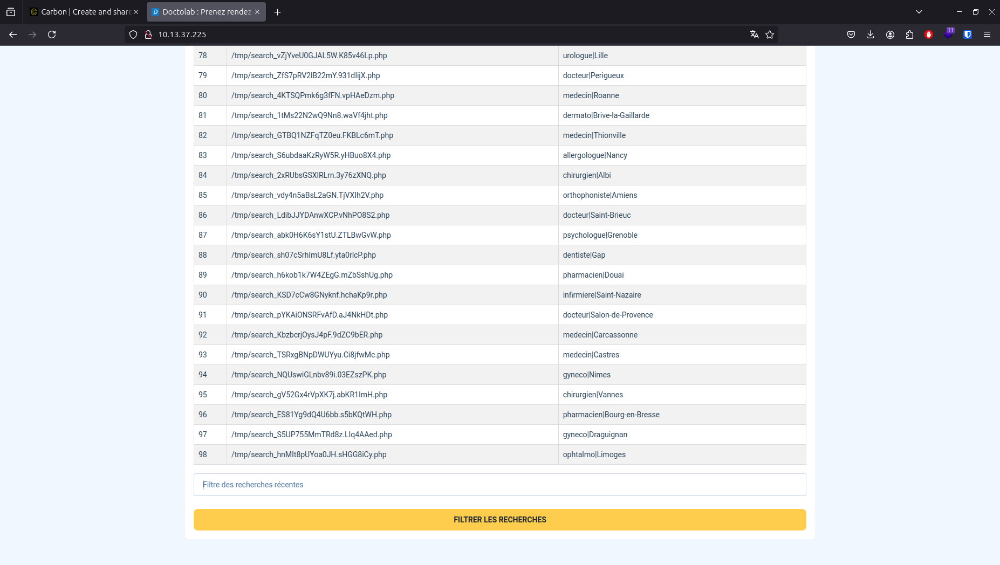 Carbon | Create and share
Doctolab : Prenez rendez-
10.13.37.225
11
78 /tmp/search_vZjYveU0GJAL5W.K85v46Lp.php urologue|Lille
79 /tmp/search_ZfS7pRV2IB22mY.931dIijX.php docteur|Perigueux
80 /tmp/search_4KTSQPmk6g3fFN.vpHAeDzm.php medecin|Roanne
81 /tmp/search_1tMs22N2wQ9Nn8.waVf4jht.php dermato|Brive-la-Gaillarde
82 /tmp/search_GTBQ1NZFqTZ0eu.FKBLc6mT.php medecin|Thionville
83 /tmp/search_S6ubdaaKzRyW5R.yHBuo8X4.php allergologue|Nancy
84 /tmp/search_2xRUbsGSXIRLrn.3y76zXNQ.php chirurgien|Albi
85 /tmp/search_vdy4n5aBsL2aGN.TjVXIh2V.php orthophoniste|Amiens
86 /tmp/search_LdibJJYDAnwXCP.vNhPO8S2.php docteur|Saint-Brieuc
87 /tmp/search_abk0H6K6sY1stU.ZTLBwGvW.php psychologue|Grenoble
88 /tmp/search_sh07cSrhImU8Lf.yta0rlcP.php dentiste|Gap
89 /tmp/search_h6kob1k7W4ZEgG.mZbSshUg.php pharmacien|Douai
90 /tmp/search_KSD7cCw8GNyknf.hchaKp9r.php infirmiere|Saint-Nazaire
91 /tmp/search_pYKAiONSRFvAfD.aJ4NkHDt.php docteur|Salon-de-Provence
92 /tmp/search_KbzbcrjOysJ4pF.9dZC9bER.php medecin|Carcassonne
93 /tmp/search_TSRxgBNpDWUYyu.Ci8jfwMc.php medecin|Castres
94 /tmp/search_NQUswiGLnbv89i.03EZszPK.php gyneco|Nimes
95 /tmp/search_gV52Gx4rVpXK7j.abKR1ImH.php chirurgien|Vannes
96 /tmp/search_ES81Yg9dQ4U6bb.s5bKQtWH.php pharmacien|Bourg-en-Bresse
97 /tmp/search_S5UP755MmTRd8z.LIq4AAed.php gyneco|Draguignan
98 /tmp/search_hnMIt8pUYoa0JH.sHGG8iCy.php ophtalmo|Limoges
Filtre des recherches récentes
FILTRER LES RECHERCHES